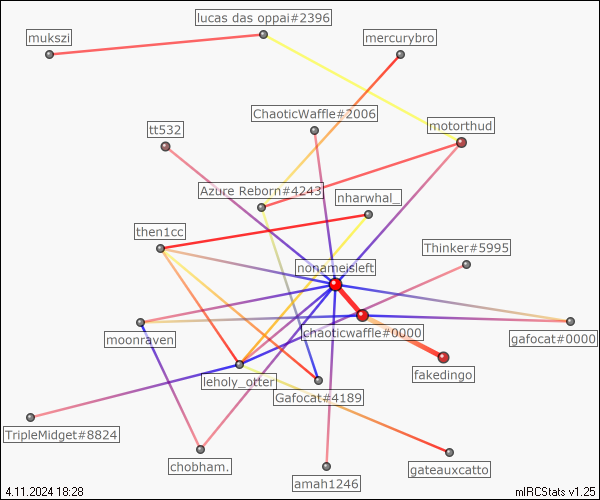 lucas das oppai#2396
mukszi
mercurybro
ChaoticWaffle#2006
tt532
motorthud
Azure Reborn#4243
nharwhal_
then1cc
Thinker#5995
nonameisleft
moonraven
chaoticwaffle#0000
gafocat#0000
fakedingo
leholy_otter
Gafocat#4189
TripleMidget#8824
chobham.
gateauxcatto
amah1246
4.11.2024 18:28
mIRCStats v1.25